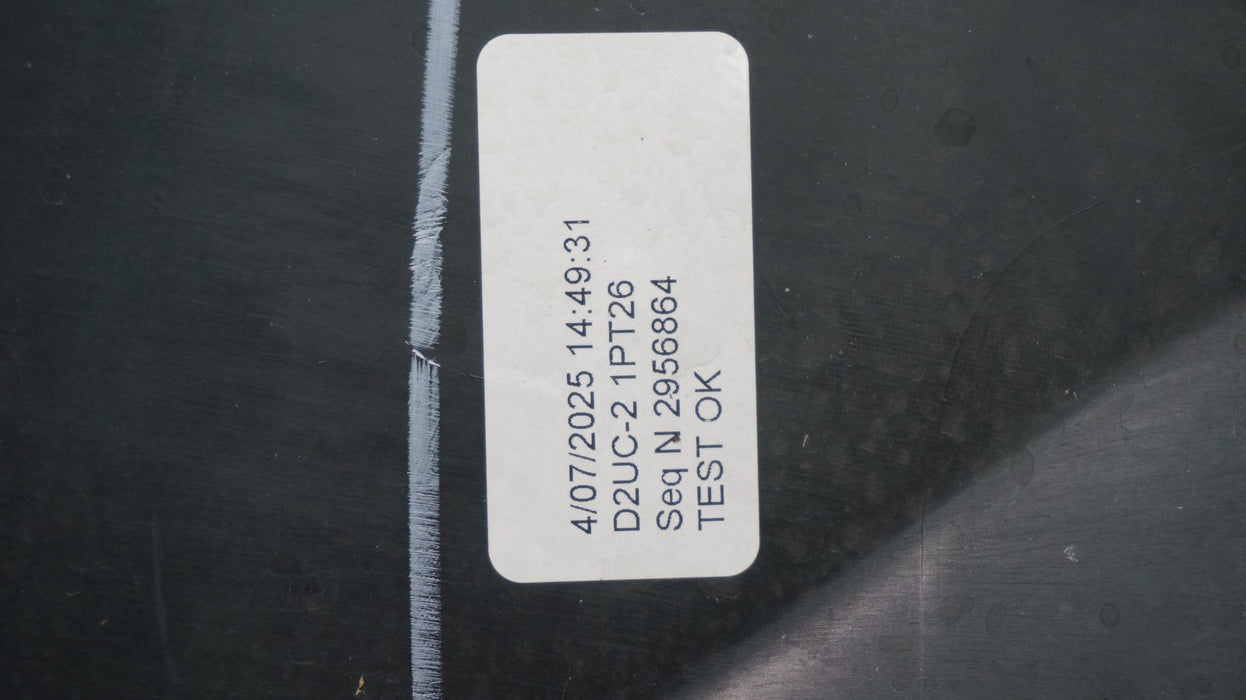 4/07/2025 14:49:31
D2UC-2 1PT26
Seq N 2956864
TEST OK